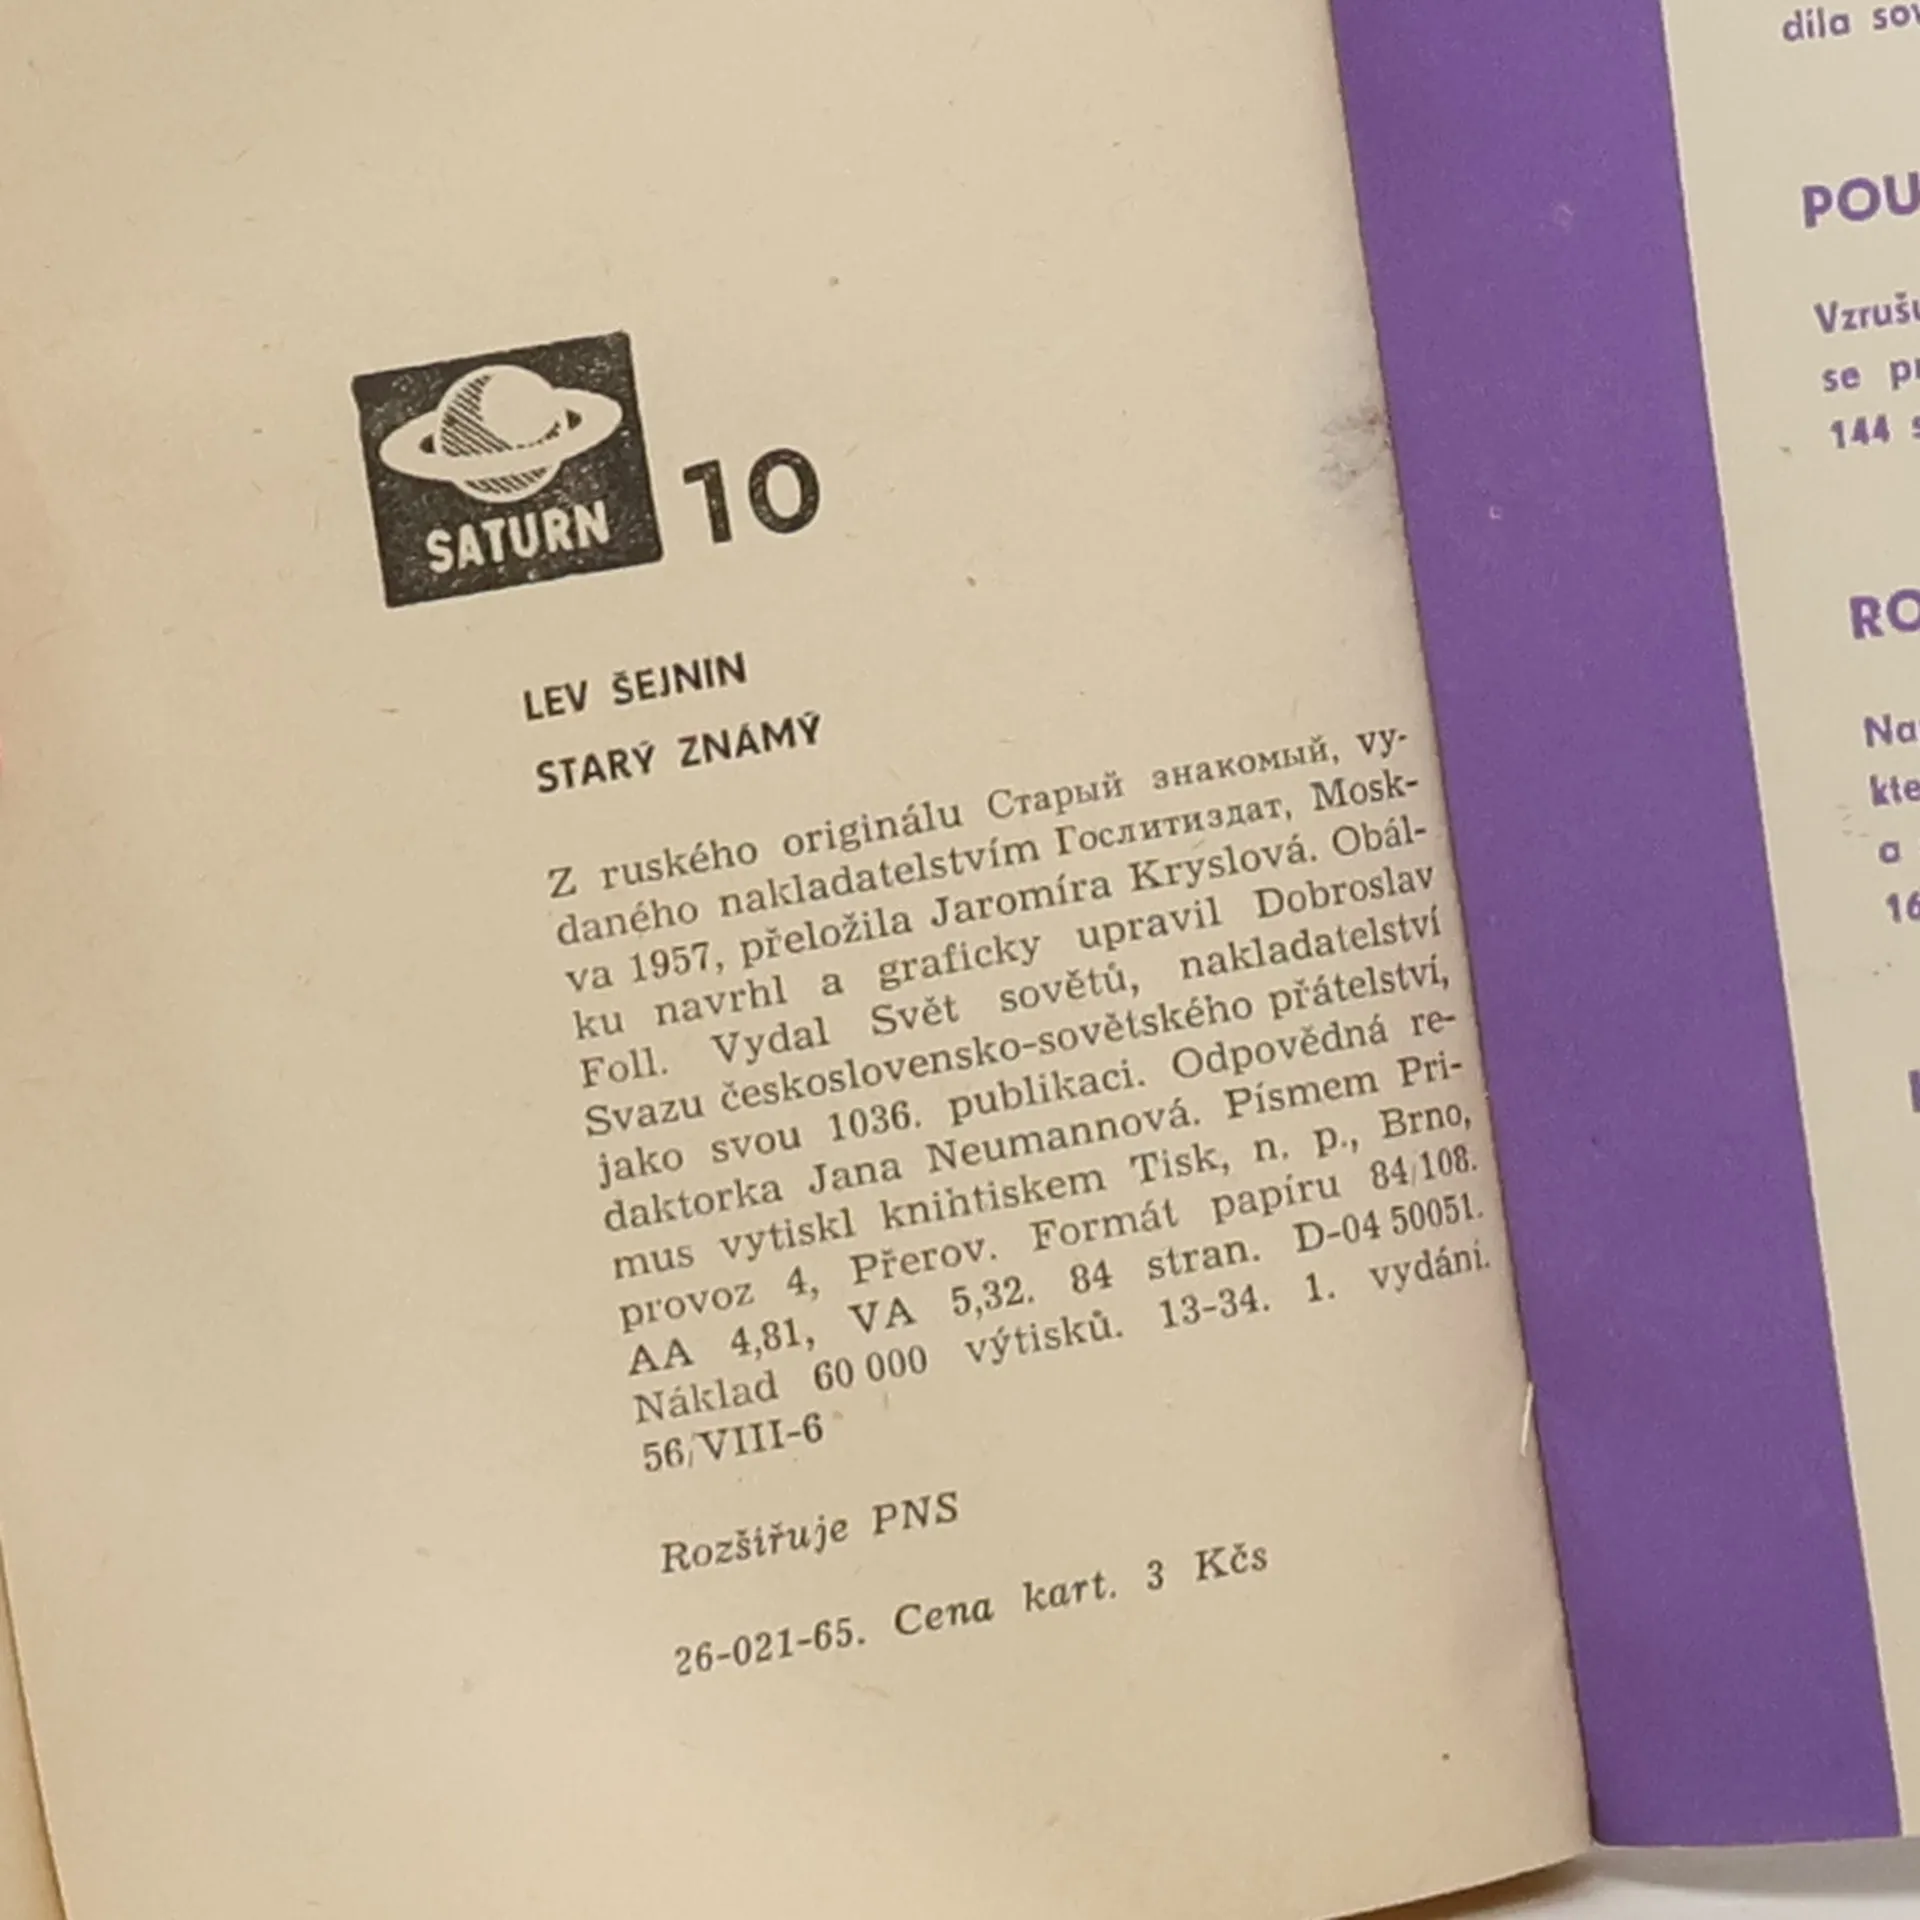 SATURN
10
LEV ŠEJNIN
STARÝ ZNÁMÝ
Z ruského originálu Старый знакомый, vy-
daného nakladatelstvím Гослитиздат, Mosk-
va 1957, přeložila Jaromíra Kryslová. Obál-
ku navrhl a graficky upravil Dobroslav
Foll. Vydal Svět sovětů, nakladatelství
Svazu československo-sovětského přátelství,
jako svou 1036. publikaci. Odpovědná re-
daktorka Jana Neumannová. Písmem Pri-
mus vytiskl knihtiskem Tisk, n. p., Brno,
provoz 4, Přerov. Formát papíru 84/108.
AA 4,81, VA 5,32. 84 stran. D-04 50051.
Náklad 60 000 výtisků. 13-34. 1. vydání.
56/VIII-6
Rozšiřuje PNS
26-021-65. Cena kart. 3 Kčs
díla
POU
Vzrušu
se pr
144
RO
Na
kte
a
16